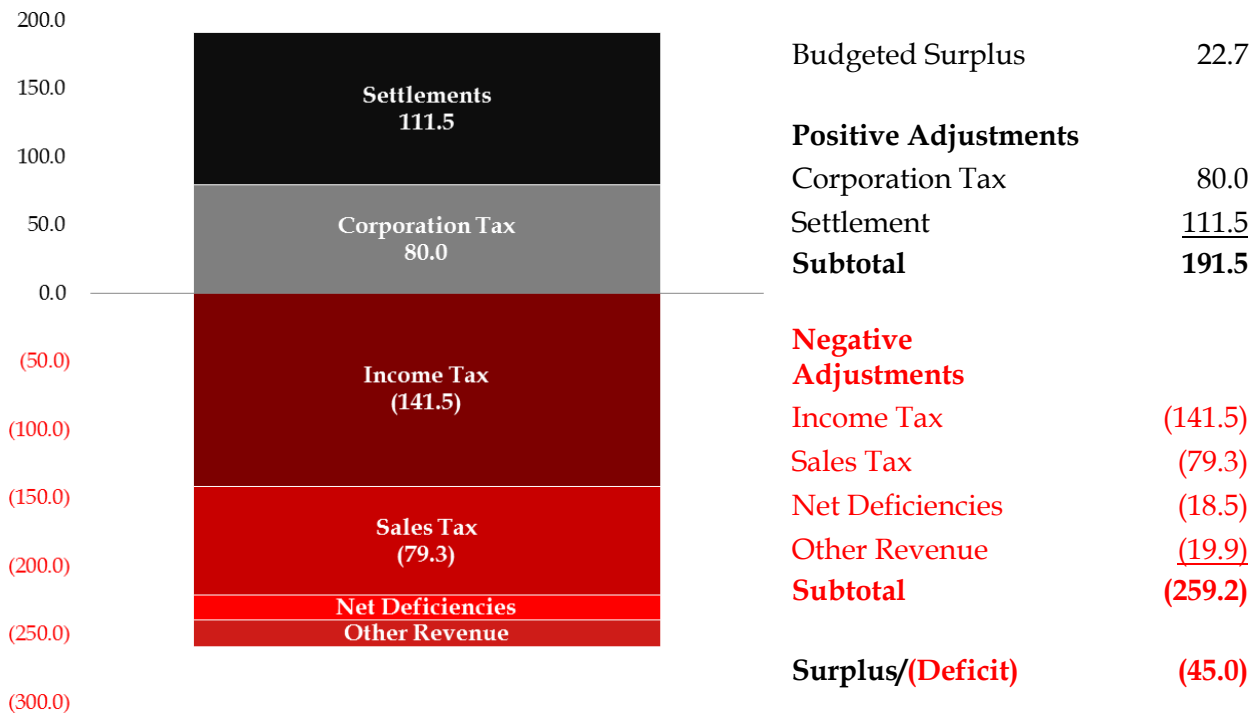 200.0
150.0
100.0
50.0
0.0
(50.0)
(100.0)
(150.0)
(200.0)
(250.0)
(300.0)
Settlements
111.5
Corporation Tax
80.0
Income Tax
(141.5)
Sales Tax
(79.3)
Net Deficiencies
Other Revenue
Budgeted Surplus 22.7
Positive Adjustments
Corporation Tax 80.0
Settlement 111.5
Subtotal 191.5
Negative
Adjustments
Income Tax (141.5)
Sales Tax (79.3)
Net Deficiencies (18.5)
Other Revenue (19.9)
Subtotal (259.2)
Surplus/(Deficit) (45.0)